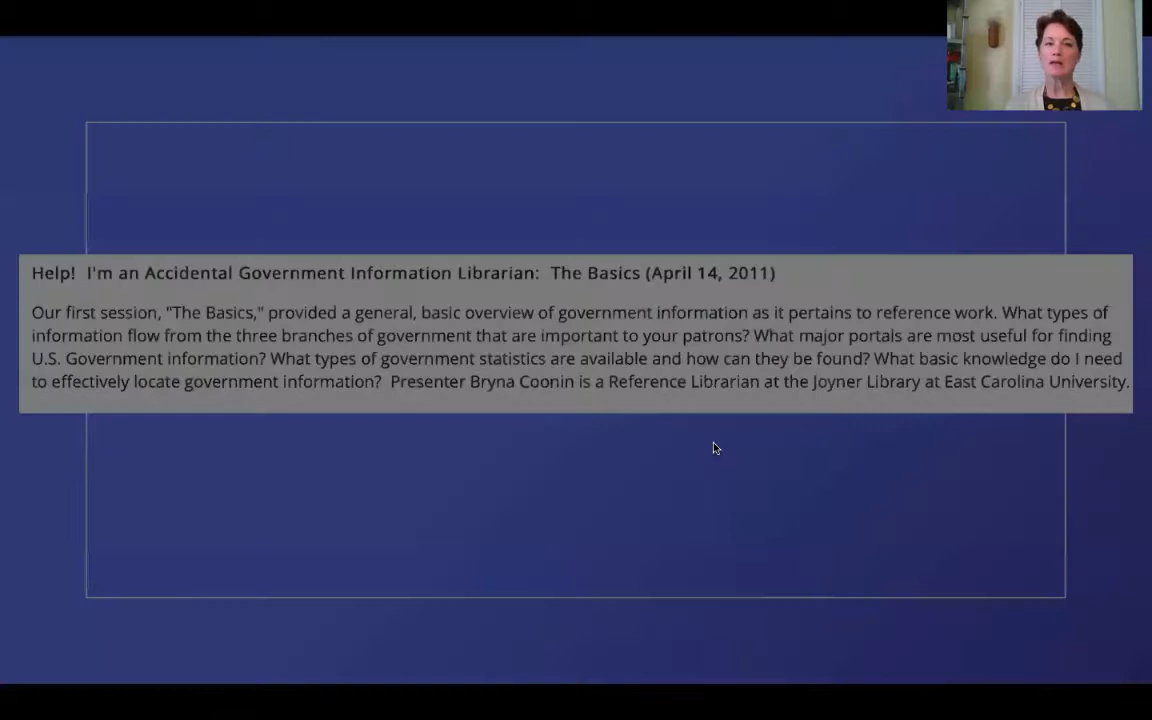 Help! I'm an Accidental Government Information Librarian: The Basics (April 14, 2011)
Our first session, "The Basics," provided a general, basic overview of government information as it pertains to reference work. What types of
information flow from the three branches of government that are important to your patrons? What major portals are most useful for finding
U.S. Government information? What types of government statistics are available and how can they be found? What basic knowledge do I need
to effectively locate government information? Presenter Bryna Coonin is a Reference Librarian at the Joyner Library at East Carolina University.